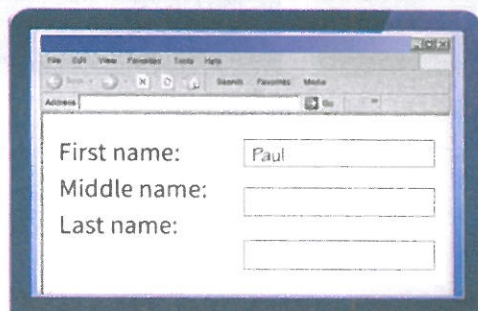 File Edit View Favorites Tools Help
Search Favorites Media
Address Go
First name: Paul
Middle name:
Last name: